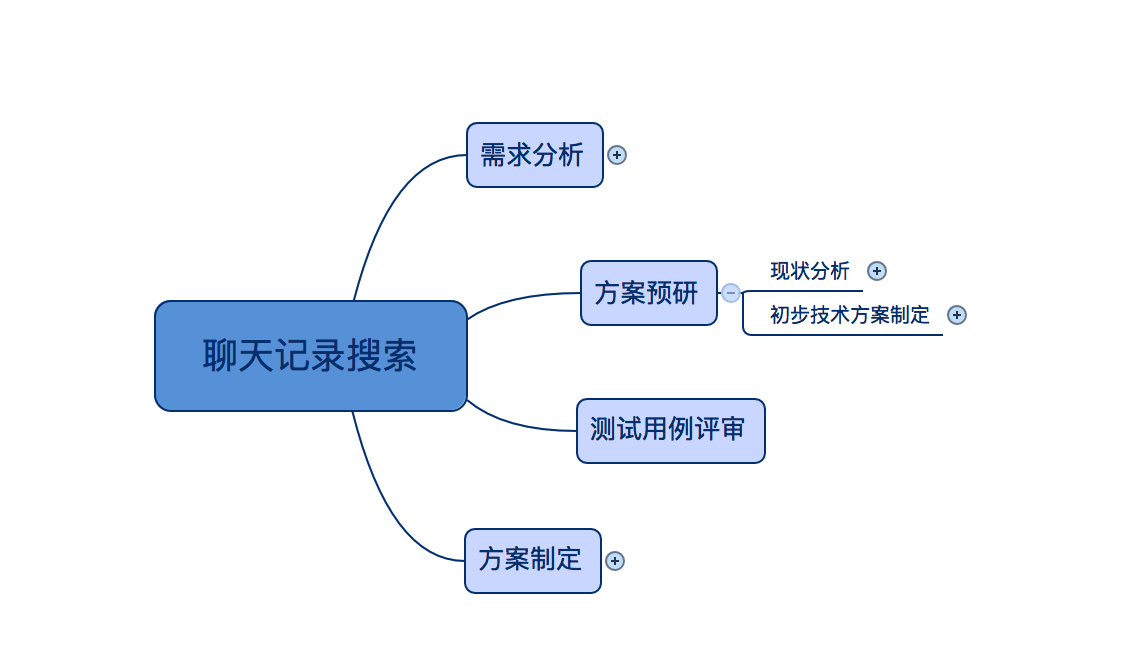 需求分析
方案预研
现状分析
初步技术方案制定
聊天记录搜索
测试用例评审
方案制定